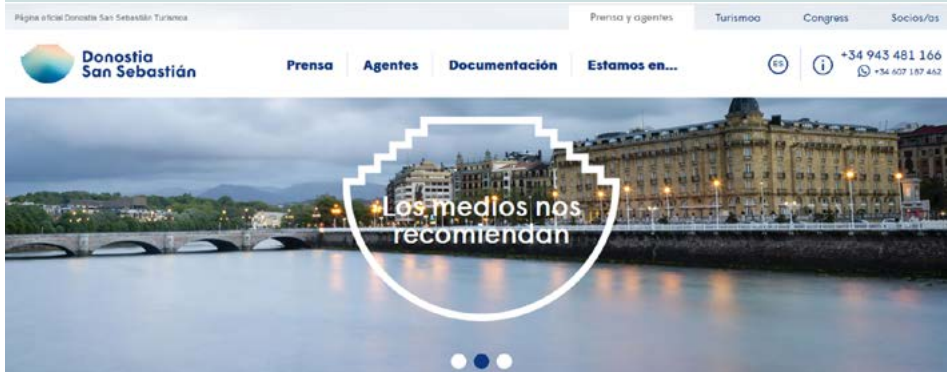 Página oficial Donostia San Sebastián Turismoa
Prensa y agentes
Turismoa
Congress
Socios/as
Donostia
San Sebastián
Prensa
Agentes
Documentación
Estamos en...
ES
i
+34 943 481 166
+34 607 187 462
Los medios nos
recomiendan